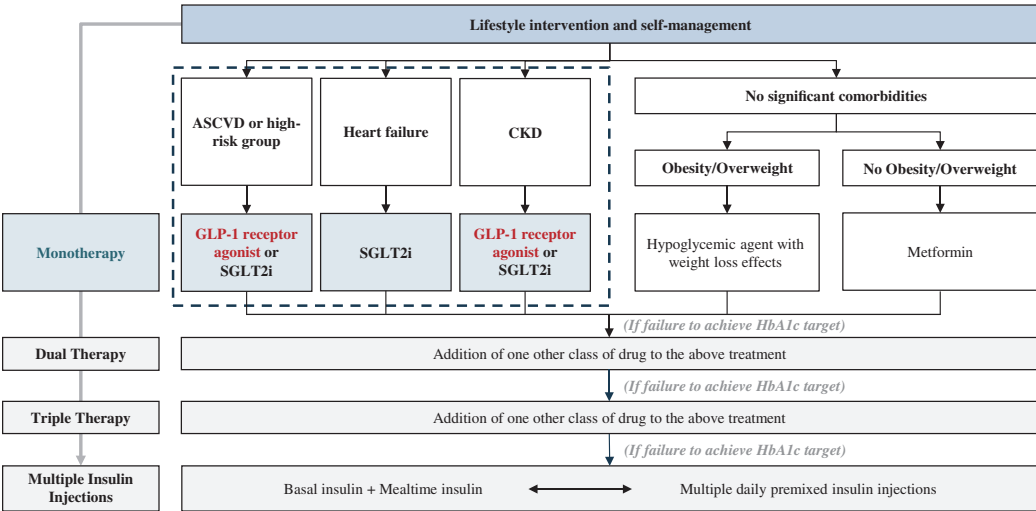 Lifestyle intervention and self-management
ASCVD or high-
risk group
Heart failure
CKD
No significant comorbidities
Obesity/Overweight
No Obesity/Overweight
Monotherapy
GLP-1 receptor
agonist or
SGLT2i
SGLT2i
GLP-1 receptor
agonist or
SGLT2i
Hypoglycemic agent with
weight loss effects
Metformin
(If failure to achieve HbA1c target)
Dual Therapy
Addition of one other class of drug to the above treatment
(If failure to achieve HbA1c target)
Triple Therapy
Addition of one other class of drug to the above treatment
(If failure to achieve HbA1c target)
Multiple Insulin
Injections
Basal insulin + Mealtime insulin
Multiple daily premixed insulin injections